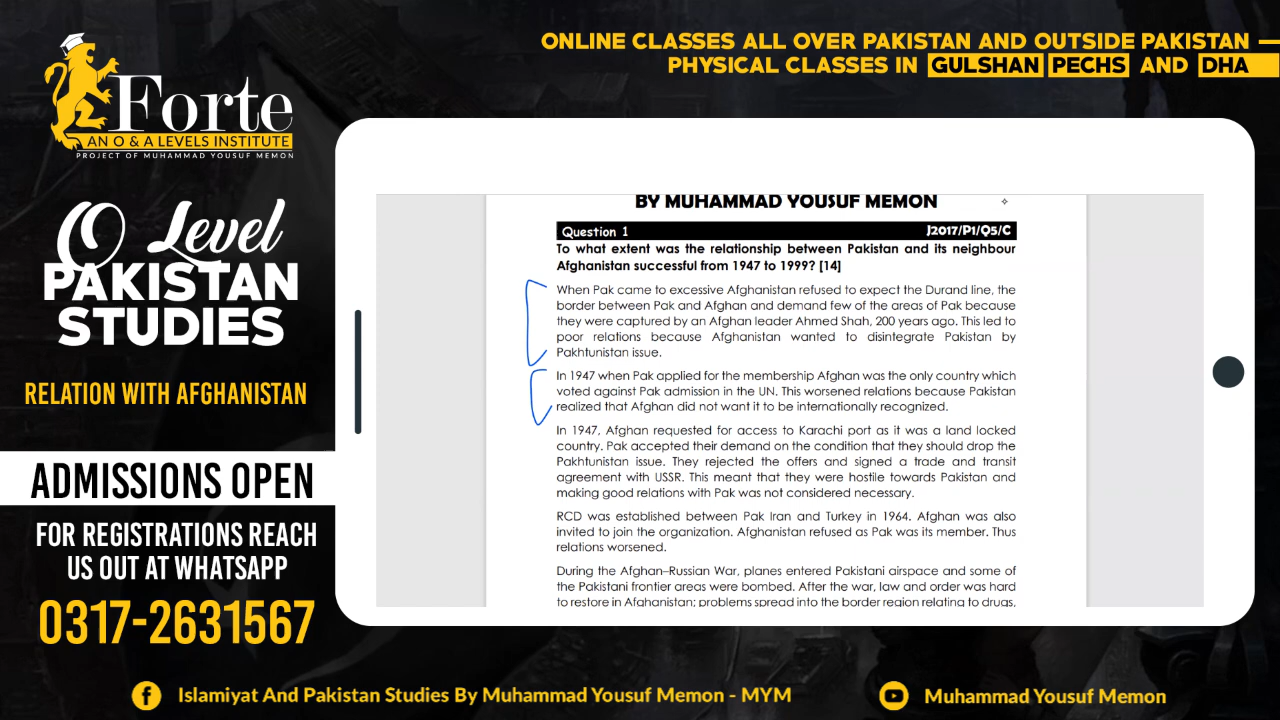 Forte
AN O & A LEVELS INSTITUTE
PROJECT OF MUHAMMAD YOUSUF MEMON
O Level
PAKISTAN
STUDIES
RELATION WITH AFGHANISTAN
ADMISSIONS OPEN
FOR REGISTRATIONS REACH
US OUT AT WHATSAPP
0317-2631567
ONLINE CLASSES ALL OVER PAKISTAN AND OUTSIDE PAKISTAN
PHYSICAL CLASSES IN GULSHAN PECHS AND DHA
BY MUHAMMAD YOUSUF MEMON
Question 1 J2017/P1/Q5/C
To what extent was the relationship between Pakistan and its neighbour
Afghanistan successful from 1947 to 1999? [14]
When Pak came to excessive Afghanistan refused to expect the Durand line, the
border between Pak and Afghan and demand few of the areas of Pak because
they were captured by an Afghan leader Ahmed Shah, 200 years ago. This led to
poor relations because Afghanistan wanted to disintegrate Pakistan by
Pakhtunistan issue.
In 1947 when Pak applied for the membership Afghan was the only country which
voted against Pak admission in the UN. This worsened relations because Pakistan
realized that Afghan did not want it to be internationally recognized.
In 1947, Afghan requested for access to Karachi port as it was a land locked
country. Pak accepted their demand on the condition that they should drop the
Pakhtunistan issue. They rejected the offers and signed a trade and transit
agreement with USSR. This meant that they were hostile towards Pakistan and
making good relations with Pak was not considered necessary.
RCD was established between Pak Iran and Turkey in 1964. Afghan was also
invited to join the organization. Afghanistan refused as Pak was its member. Thus
relations worsened.
During the Afghan–Russian War, planes entered Pakistani airspace and some of
the Pakistani frontier areas were bombed. After the war, law and order was hard
to restore in Afghanistan; problems spread into the border region relating to drugs,
Islamiyat And Pakistan Studies By Muhammad Yousuf Memon - MYM
Muhammad Yousuf Memon